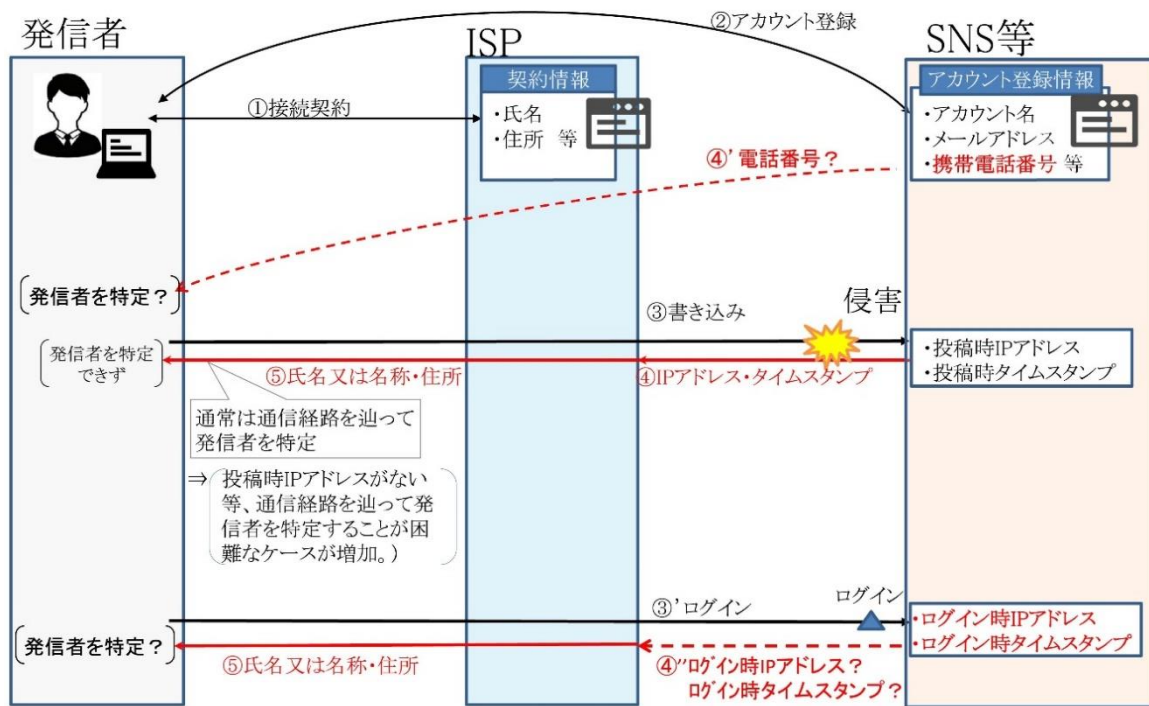 発信者
ISP
SNS等
②アカウント登録
契約情報
・氏名
・住所 等
アカウント登録情報
・アカウント名
・メールアドレス
・携帯電話番号 等
①接続契約
④' 電話番号?
発信者を特定?
③書き込み
侵害
発信者を特定
できず
⑤氏名又は名称・住所
④IPアドレス・タイムスタンプ
・投稿時IPアドレス
・投稿時タイムスタンプ
通常は通信経路を辿って
発信者を特定
⇒ 投稿時IPアドレスがない
等、通信経路を辿って発
信者を特定することが困
難なケースが増加。)
③'ログイン
ログイン
・ログイン時IPアドレス
・ログイン時タイムスタンプ
発信者を特定?
⑤氏名又は名称・住所
④''ログイン時IPアドレス?
ログイン時タイムスタンプ?